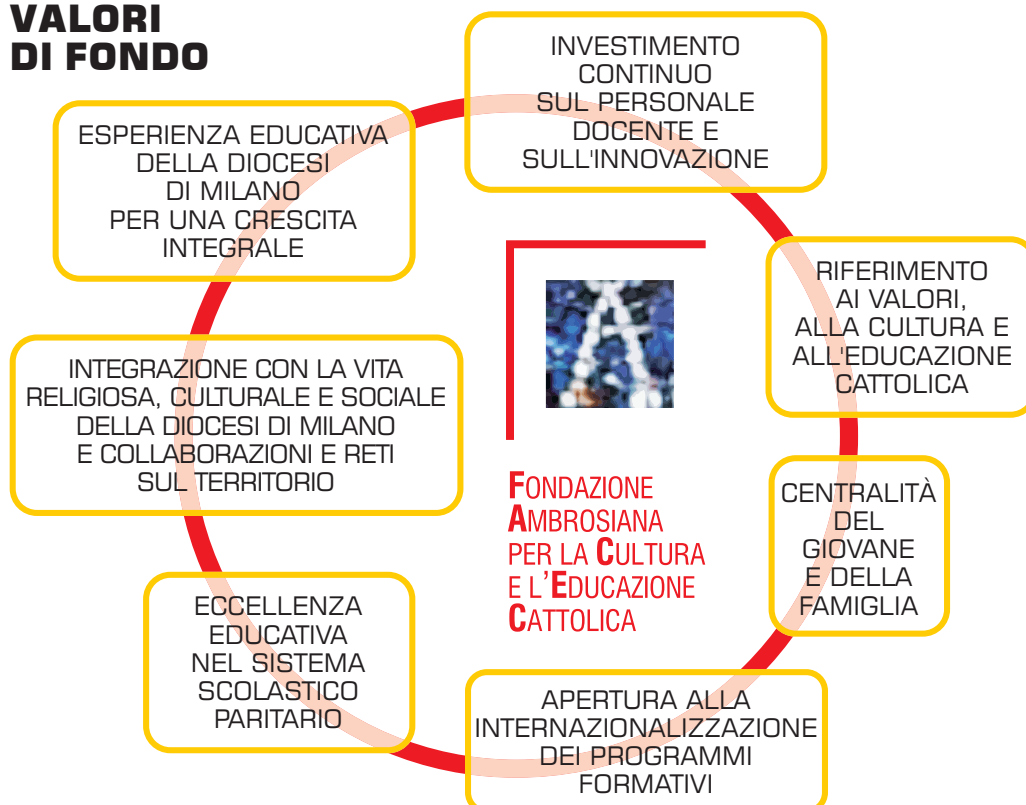 VALORI
DI FONDO
INVESTIMENTO
CONTINUO
SUL PERSONALE
DOCENTE E
SULL'INNOVAZIONE
ESPERIENZA EDUCATIVA
DELLA DIOCESI
DI MILANO
PER UNA CRESCITA
INTEGRALE
RIFERIMENTO
AI VALORI,
ALLA CULTURA E
ALL'EDUCAZIONE
CATTOLICA
INTEGRAZIONE CON LA VITA
RELIGIOSA, CULTURALE E SOCIALE
DELLA DIOCESI DI MILANO
E COLLABORAZIONI E RETI
SUL TERRITORIO
FONDAZIONE
AMBROSIANA
PER LA CULTURA
E L'EDUCAZIONE
CATTOLICA
CENTRALITÀ
DEL
GIOVANE
E DELLA
FAMIGLIA
ECCELLENZA
EDUCATIVA
NEL SISTEMA
SCOLASTICO
PARITARIO
APERTURA ALLA
INTERNAZIONALIZZAZIONE
DEI PROGRAMMI
FORMATIVI